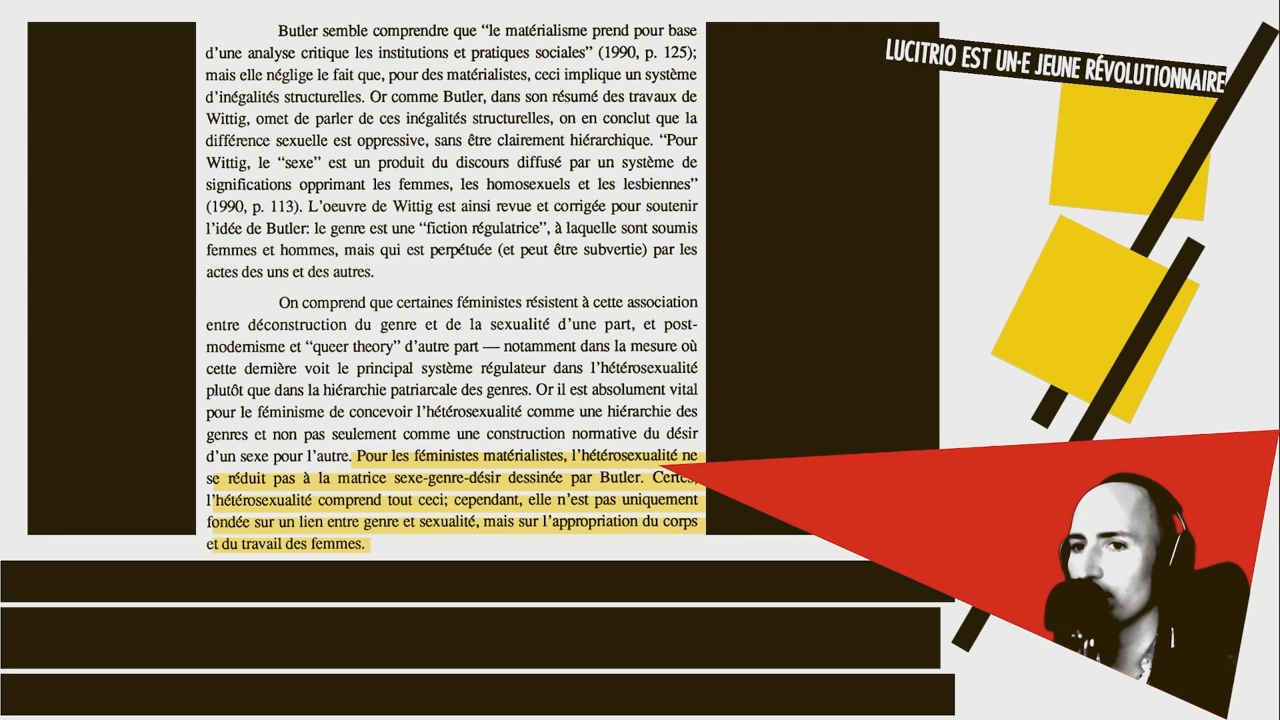 Butler semble comprendre que “le matérialisme prend pour base
d’une analyse critique les institutions et pratiques sociales” (1990, p. 125);
mais elle néglige le fait que, pour des matérialistes, ceci implique un système
d’inégalités structurelles. Or comme Butler, dans son résumé des travaux de
Wittig, omet de parler de ces inégalités structurelles, on en conclut que la
différence sexuelle est oppressive, sans être clairement hiérarchique. “Pour
Wittig, le “sexe” est un produit du discours diffusé par un système de
significations opprimant les femmes, les homosexuels et les lesbiennes”
(1990, p. 113). L’oeuvre de Wittig est ainsi revue et corrigée pour soutenir
l’idée de Butler: le genre est une “fiction régulatrice”, à laquelle sont soumis
femmes et hommes, mais qui est perpétuée (et peut être subvertie) par les
actes des uns et des autres.
On comprend que certaines féministes résistent à cette association
entre déconstruction du genre et de la sexualité d’une part, et post-
modernisme et “queer theory” d’autre part — notamment dans la mesure où
cette dernière voit le principal système régulateur dans l’hétérosexualité
plutôt que dans la hiérarchie patriarcale des genres. Or il est absolument vital
pour le féminisme de concevoir l’hétérosexualité comme une hiérarchie des
genres et non pas seulement comme une construction normative du désir
d’un sexe pour l’autre. Pour les féministes matérialistes, l’hétérosexualité ne
se réduit pas à la matrice sexe-genre-désir dessinée par Butler. Certes,
l’hétérosexualité comprend tout ceci; cependant, elle n’est pas uniquement
fondée sur un lien entre genre et sexualité, mais sur l’appropriation du corps
et du travail des femmes.
LUCITRIO EST UN·E JEUNE RÉVOLUTIONNAIRE